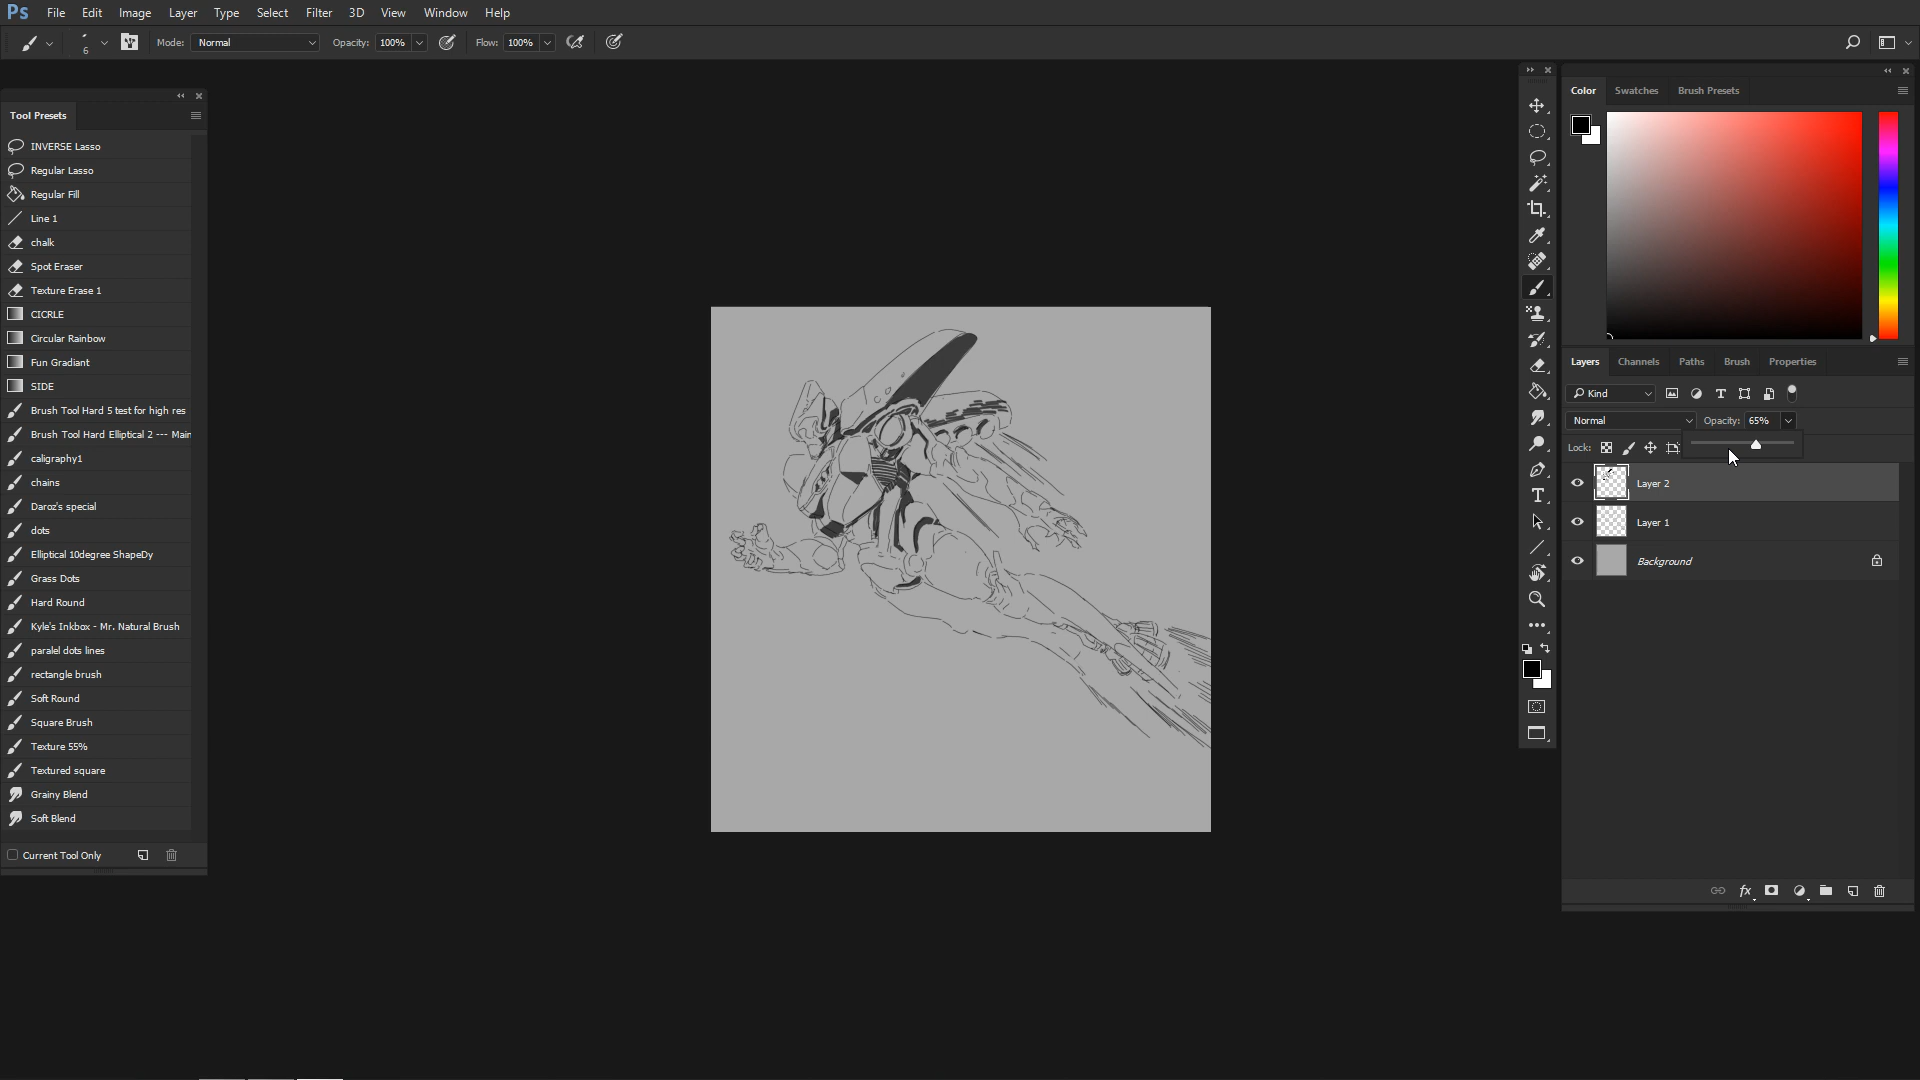 Ps File Edit Image Layer Type Select Filter 3D View Window Help
6 Mode: Normal Opacity: 100% Flow: 100%
Tool Presets
INVERSE Lasso
Regular Lasso
Regular Fill
Line 1
chalk
Spot Eraser
Texture Erase 1
CICRLE
Circular Rainbow
Fun Gradiant
SIDE
Brush Tool Hard 5 test for high res
Brush Tool Hard Elliptical 2 --- Main
caligraphy1
chains
Daroz's special
dots
Elliptical 10degree ShapeDy
Grass Dots
Hard Round
Kyle's Inkbox - Mr. Natural Brush
paralel dots lines
rectangle brush
Soft Round
Square Brush
Texture 55%
Textured square
Grainy Blend
Soft Blend
Current Tool Only
Color Swatches Brush Presets
Layers Channels Paths Brush Properties
Kind
Normal Opacity: 65%
Lock:
Layer 2
Layer 1
Background
fx